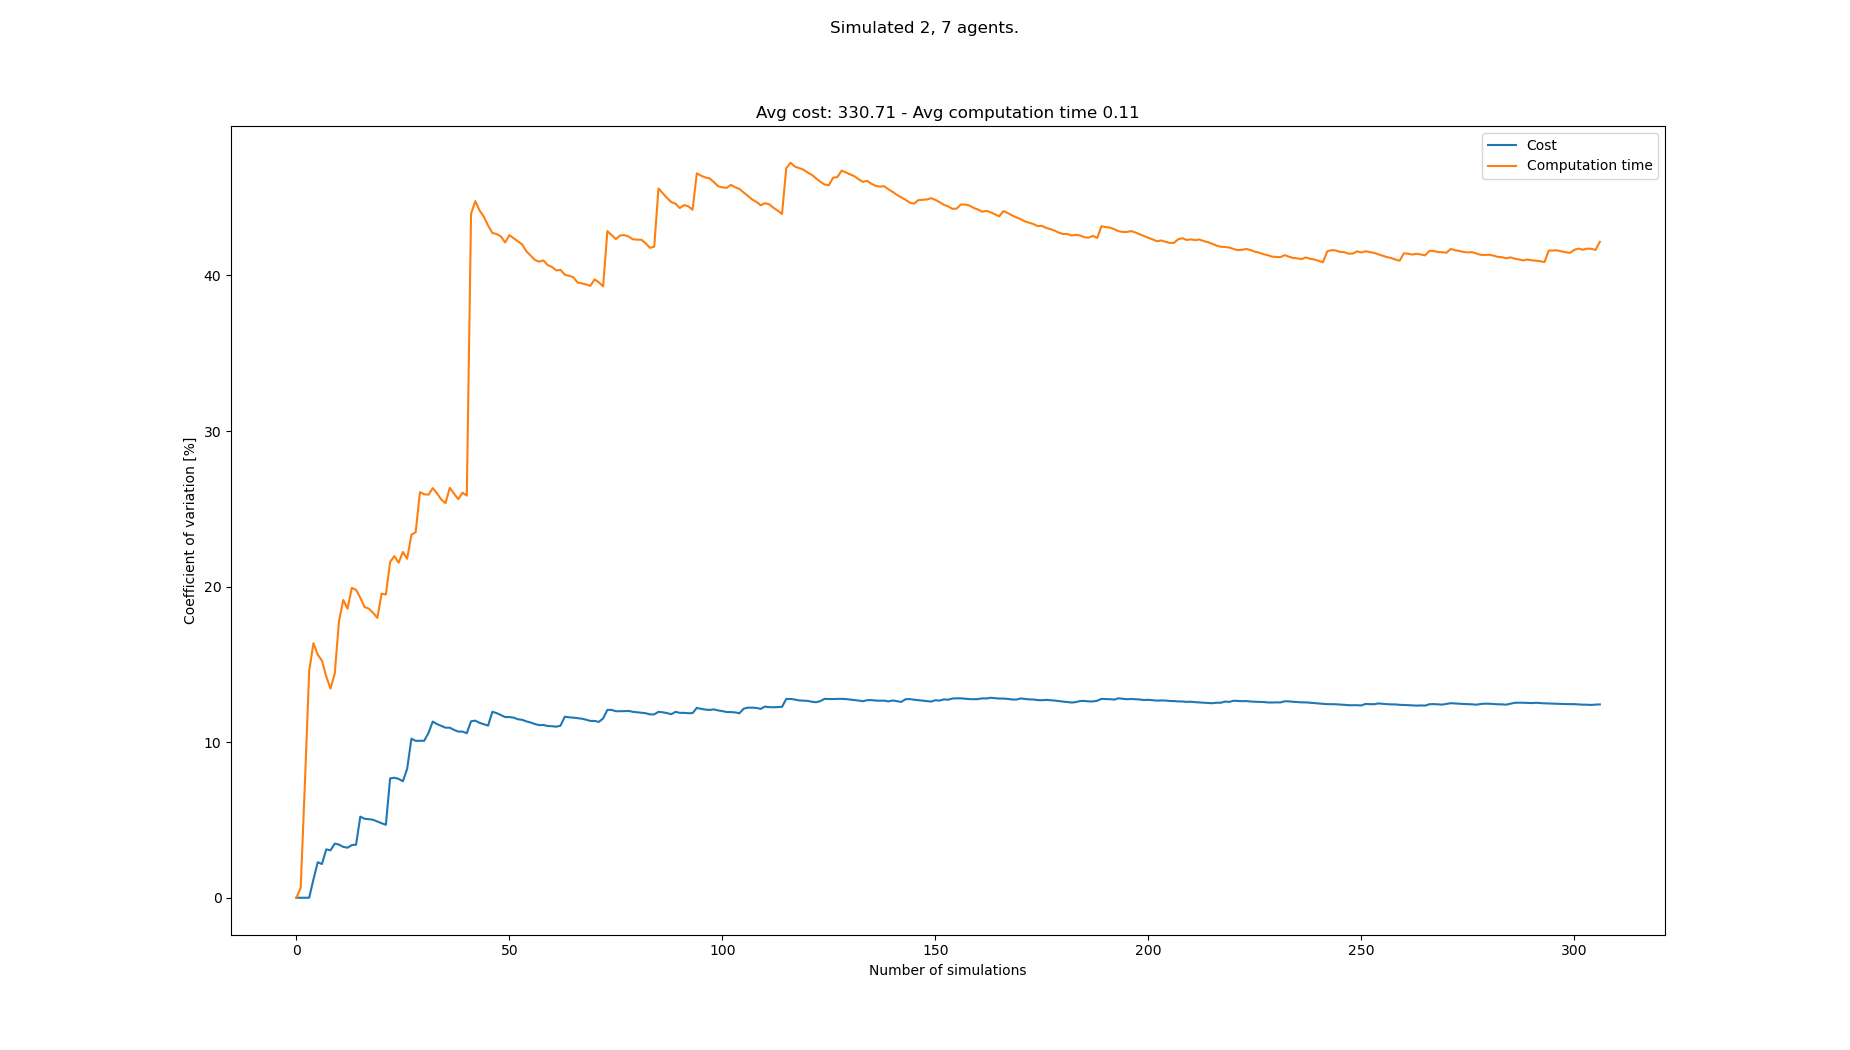 Simulated 2, 7 agents.
Avg cost: 330.71 - Avg computation time 0.11
Cost
Computation time
Coefficient of variation [%]
40
30
20
10
0
0 50 100 150 200 250 300
Number of simulations